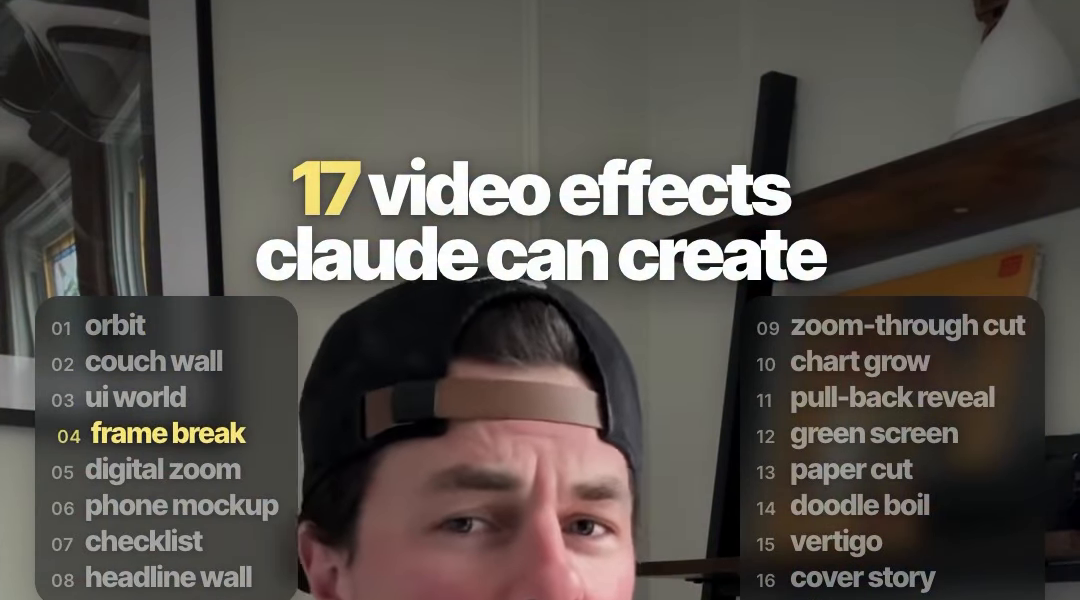 17 video effects
claude can create
01 orbit
02 couch wall
03 ui world
04 frame break
05 digital zoom
06 phone mockup
07 checklist
08 headline wall
09 zoom-through cut
10 chart grow
11 pull-back reveal
12 green screen
13 paper cut
14 doodle boil
15 vertigo
16 cover story